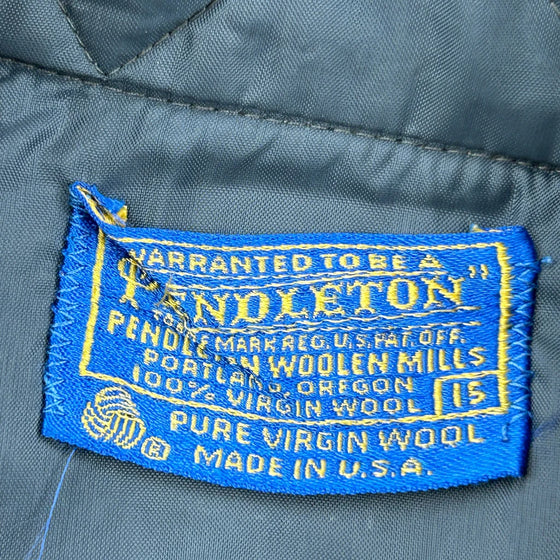 WARRANTED TO BE A
"PENDLETON"
TRADE MARK REG. U.S. PAT. OFF.
PENDLETON WOOLEN MILLS
PORTLAND, OREGON
100% VIRGIN WOOL 15
PURE VIRGIN WOOL
® MADE IN U.S.A.